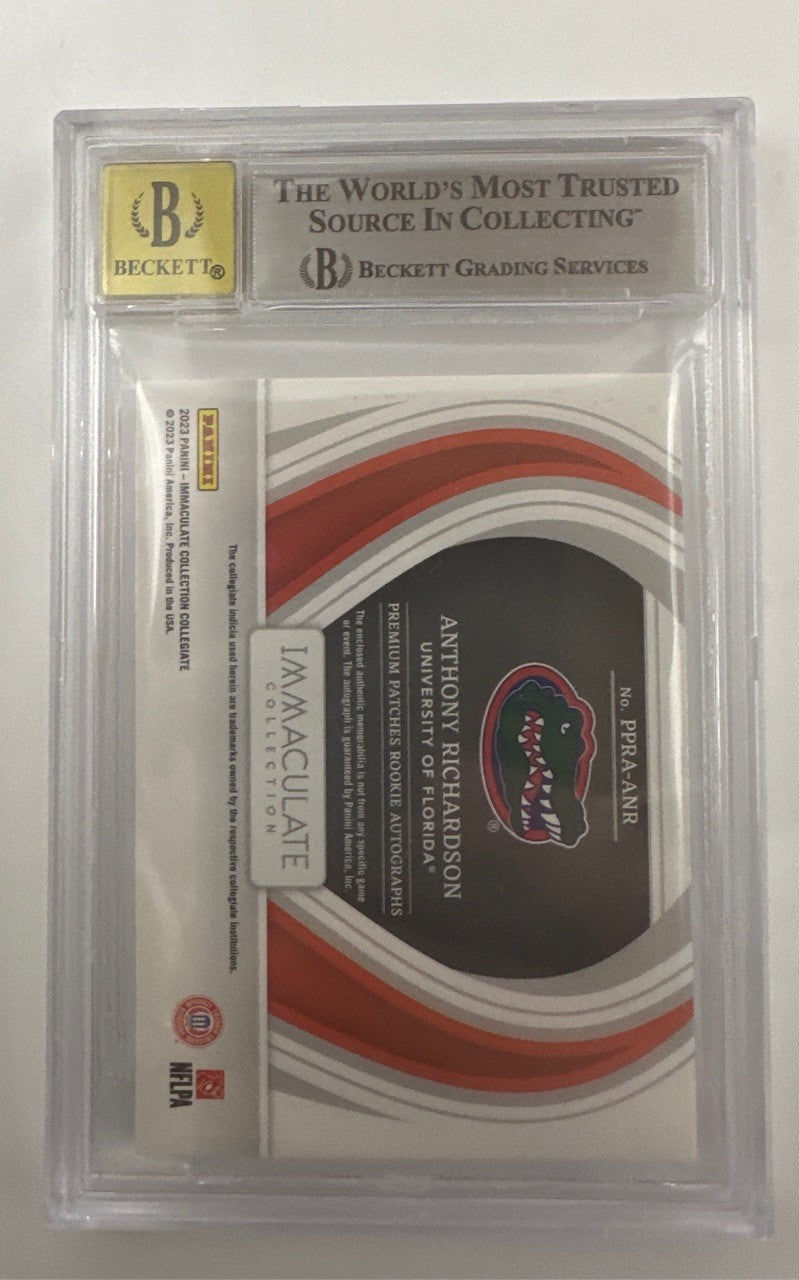 B
BECKETT®
THE WORLD'S MOST TRUSTED
SOURCE IN COLLECTING™
B BECKETT GRADING SERVICES
No. PPRA-ANR
®
ANTHONY RICHARDSON
UNIVERSITY OF FLORIDA®
PREMIUM PATCHES ROOKIE AUTOGRAPHS
The enclosed authentic memorabilia is not from any specific game
or event. The autograph is guaranteed by Panini America, Inc.
IMMACULATE
COLLECTION
The collegiate indicia used herein are trademarks owned by the respective collegiate institutions.
PANINI
2023 PANINI – IMMACULATE COLLECTION COLLEGIATE
© 2023 Panini America, Inc. Produced in the USA.
NFLPA